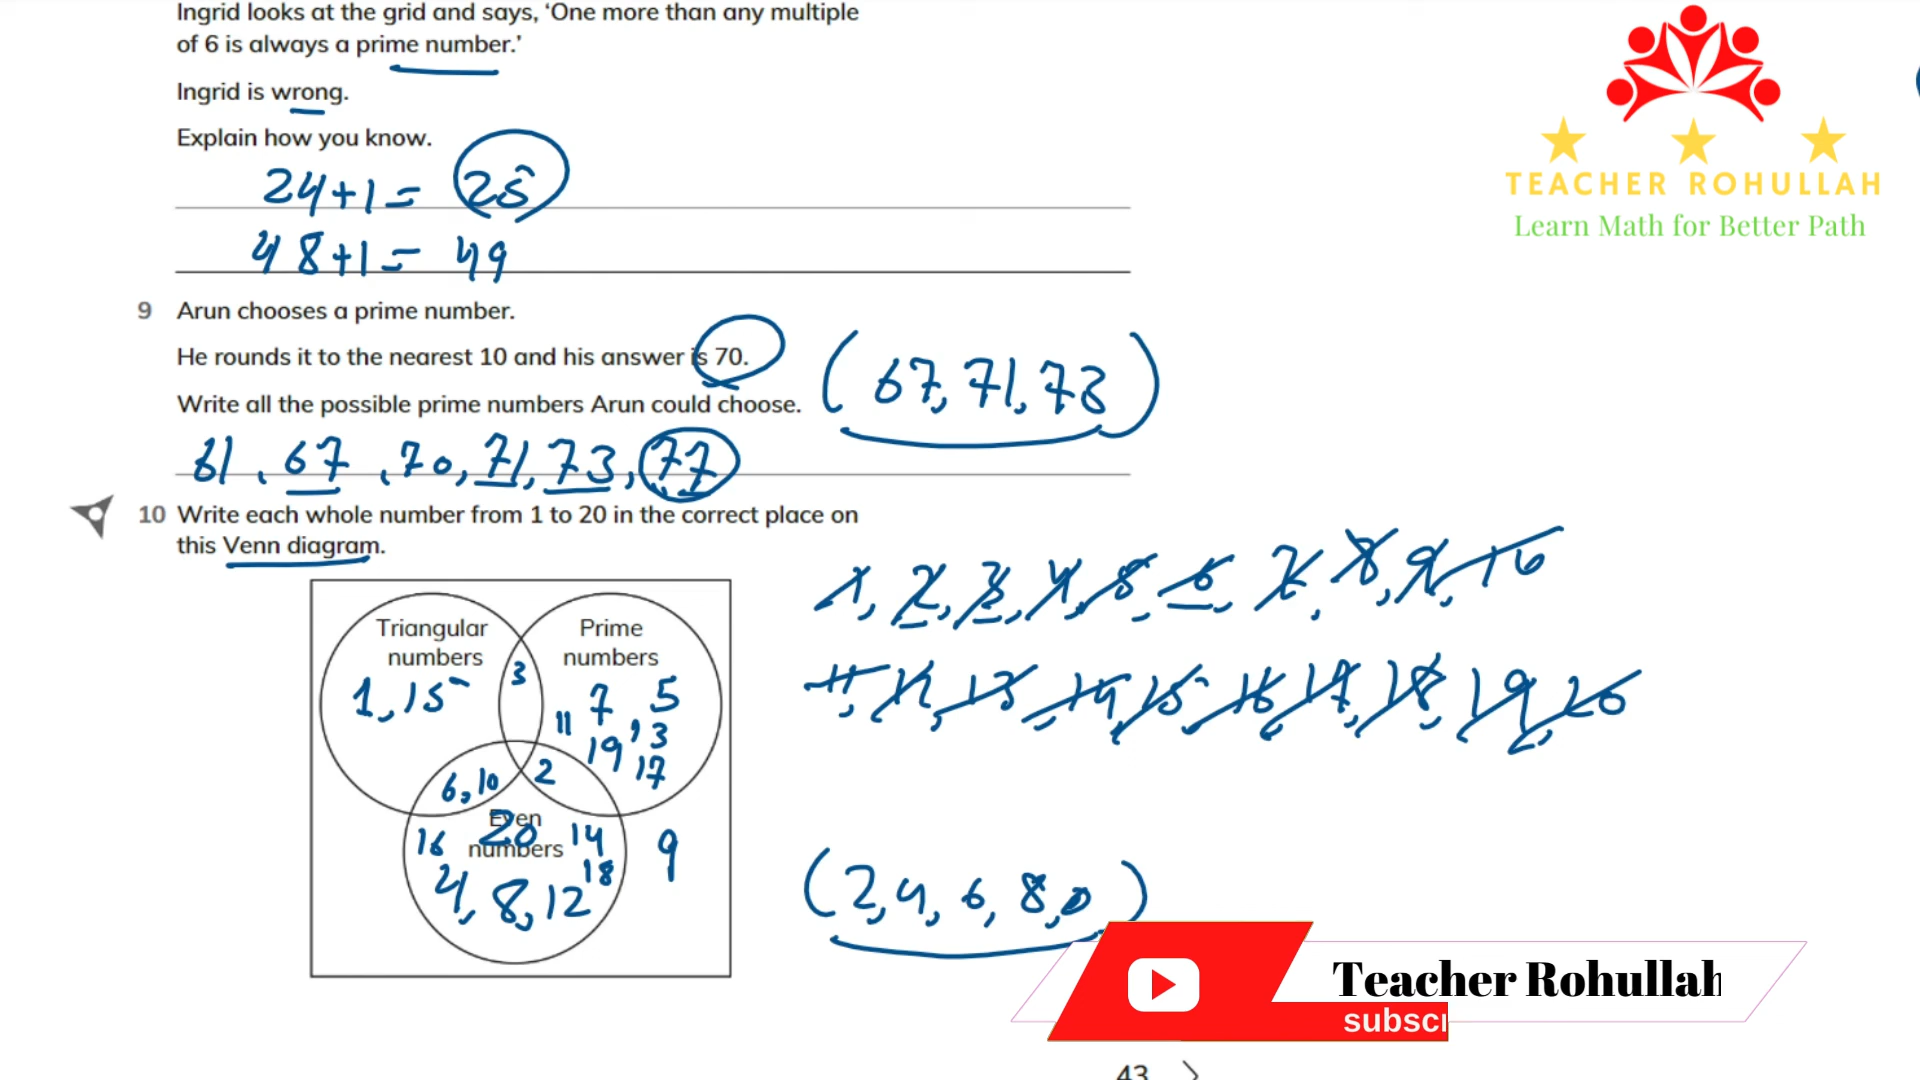 Ingrid looks at the grid and says, ‘One more than any multiple
of 6 is always a prime number.’
Ingrid is wrong.
Explain how you know.
24+1= 25
48+1= 49
9 Arun chooses a prime number.
He rounds it to the nearest 10 and his answer is 70.
Write all the possible prime numbers Arun could choose.
(67,71,73)
61, 67, 70, 71, 73, 77
10 Write each whole number from 1 to 20 in the correct place on
this Venn diagram.
1, 2, 3, 4, 5, 6, 7, 8, 9, 10
11, 12, 13, 14, 15, 16, 17, 18, 19, 20
Triangular
numbers
1,15
3
Prime
numbers
7 5
11 13
19 17
6,10
2
Even
numbers
16 20 14
18
4, 8, 12
9
(2,4,6,8,0)
TEACHER ROHULLAH
Learn Math for Better Path
Teacher Rohullah
subscr
43